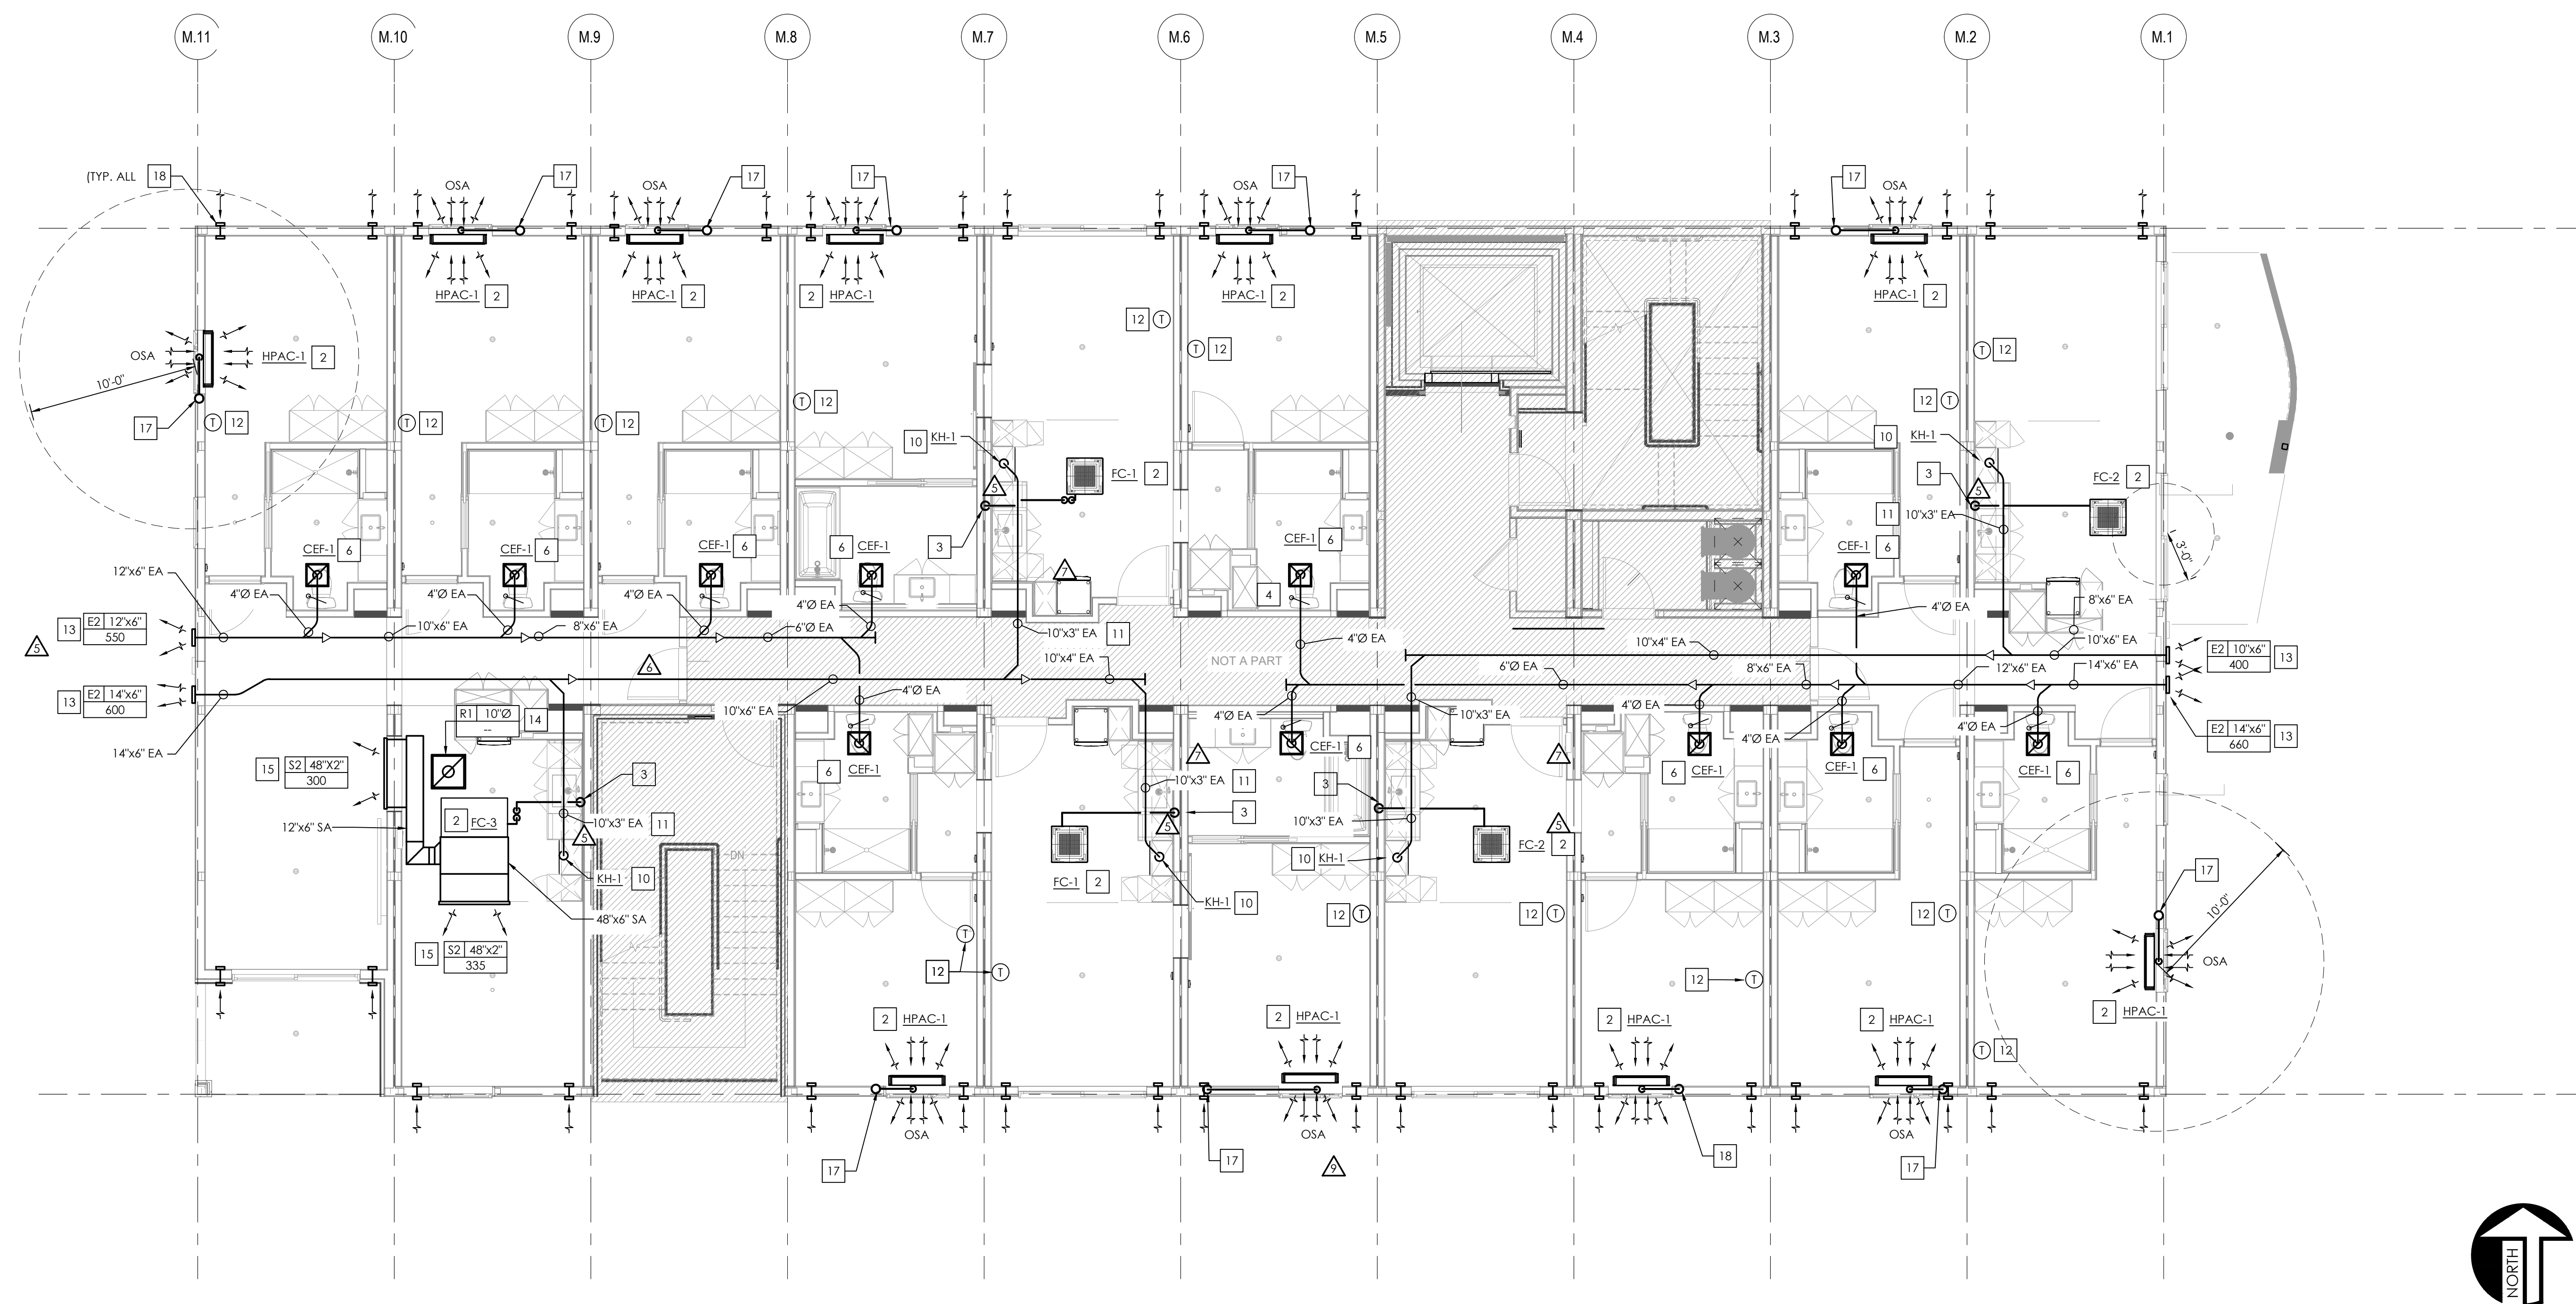 M.11 M.10 M.9 M.8 M.7 M.6 M.5 M.4 M.3 M.2 M.1
(TYP. ALL 18
OSA 17
OSA 17
17
OSA 17
17 OSA
HPAC-1 2
HPAC-1 2
2 HPAC-1
HPAC-1 2
HPAC-1 2
12 T
T 12
T 12
OSA HPAC-1 2
10'-0"
17
T 12
T 12
T 12
T 12
12 T
10 KH-1
10 KH-1
3
5
5
FC-1 2
FC-2 2
11
10"x3" EA
3'-0"
CEF-1 6
CEF-1 6
CEF-1 6
6 CEF-1
3
CEF-1 6
CEF-1
6
7
4
12"x6" EA
4"Ø EA
4"Ø EA
4"Ø EA
4"Ø EA
4"Ø EA
8"x6" EA
13 E2 12"x6"
550
5
10"x6" EA
8"x6" EA
6"Ø EA
10"x3" EA 11
4"Ø EA
10"x4" EA
10"x6" EA
E2 10"x6"
400
13
6
10"x4" EA
NOT A PART
6"Ø EA
8"x6" EA
12"x6" EA
14"x6" EA
13 E2 14"x6"
600
4"Ø EA
10"x6" EA
4"Ø EA
10"x3" EA
4"Ø EA
4"Ø EA
4"Ø EA
E2 14"x6"
660
13
R1 10"Ø
--
14
14"x6" EA
15 S2 48"X2"
300
3
6 CEF-1
7
CEF-1 6
7
6 CEF-1
CEF-1 6
CEF-1 6
10"x3" EA 11
3
3
12"x6" SA
2 FC-3
10"x3" EA 11
5
5
10"x3" EA
5
DN
KH-1 10
FC-1 2
10 KH-1
FC-2 2
17
10'-0"
KH-1 10
48"x6" SA
12 T
12 T
12 T
T
15 S2 48"x2"
335
12 T
12 T
OSA
2 HPAC-1
2 HPAC-1
2 HPAC-1
2 HPAC-1
2 HPAC-1
T 12
OSA
OSA
OSA
17
17
9
18
17
NORTH